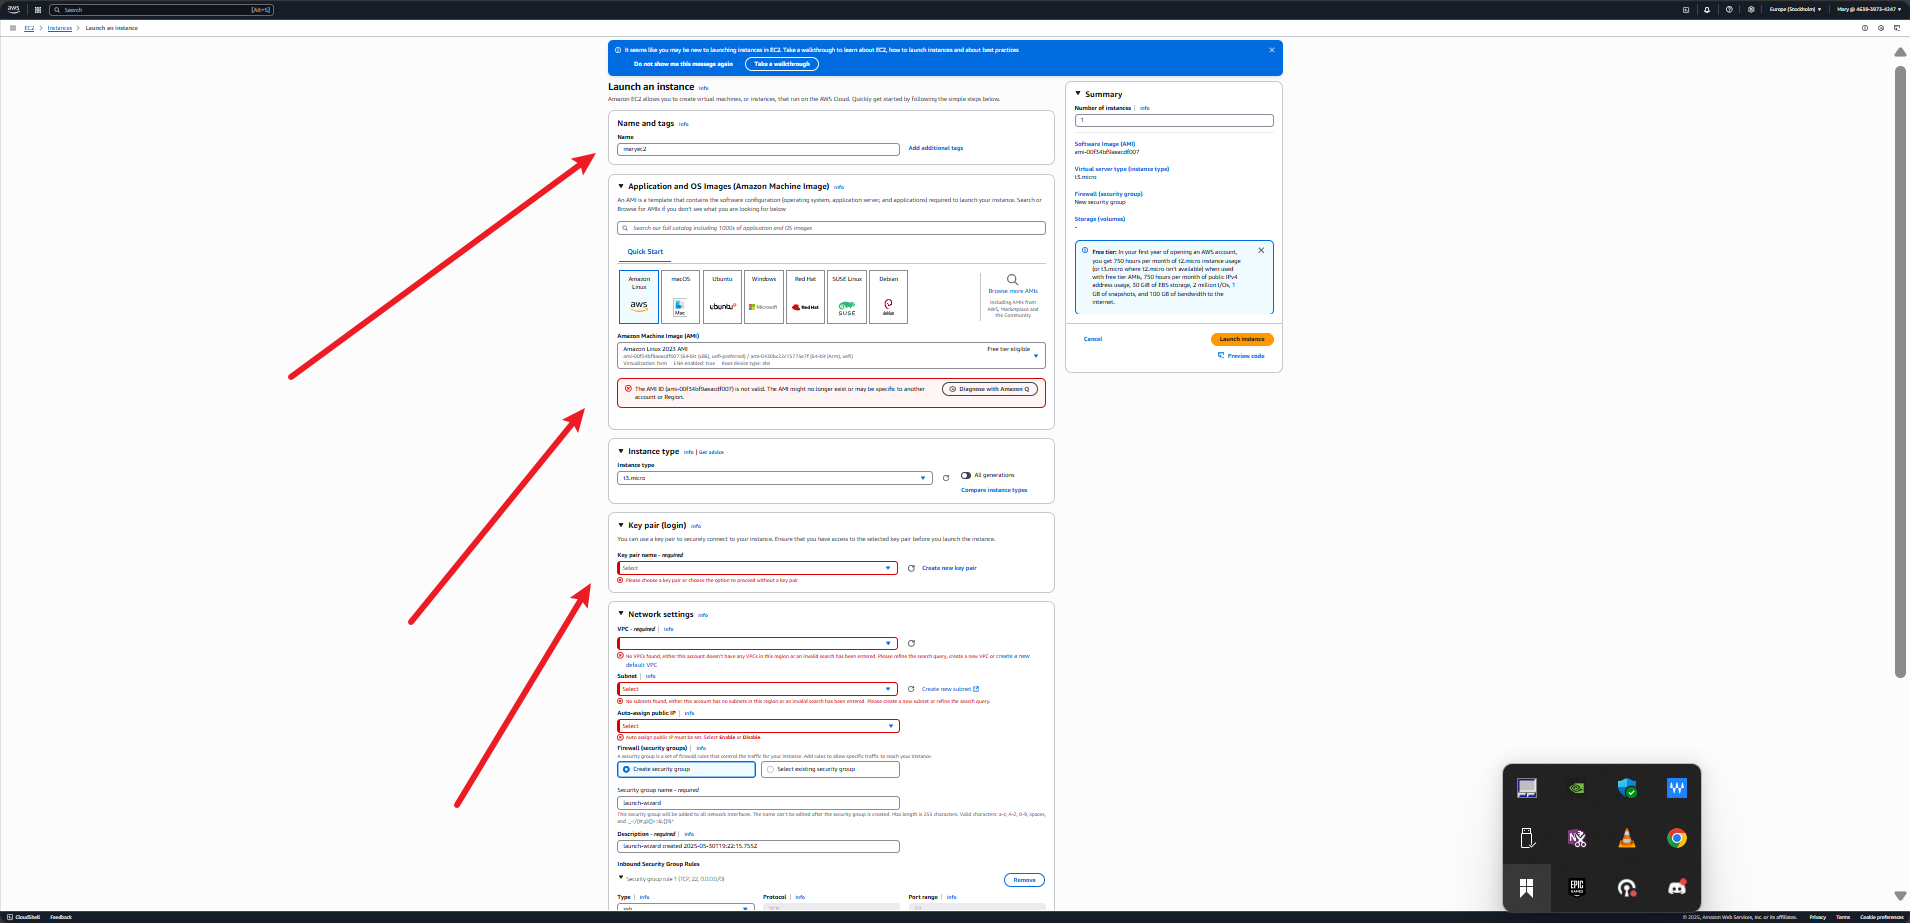 aws
Search
[Alt+S]
Europe (Stockholm) ▼
Mary @ 4639-3973-4247 ▼
EC2 > Instances > Launch an instance
It seems like you may be new to launching instances in EC2. Take a walkthrough to learn about EC2, how to launch instances and about best practices
Do not show me this message again
Take a walkthrough
Launch an instance Info
Amazon EC2 allows you to create virtual machines, or instances, that run on the AWS Cloud. Quickly get started by following the simple steps below.
Name and tags Info
Name
maryec2
Add additional tags
Application and OS Images (Amazon Machine Image) Info
An AMI is a template that contains the software configuration (operating system, application server, and applications) required to launch your instance. Search or
Browse for AMIs if you don't see what you are looking for below
Search our full catalog including 1000s of application and OS images
Quick Start
Amazon Linux
aws
macOS
Mac
Ubuntu
ubuntu
Windows
Microsoft
Red Hat
Red Hat
SUSE Linux
SUSE
Debian
debian
Browse more AMIs
Including AMIs from
AWS, Marketplace and
the Community
Amazon Machine Image (AMI)
Amazon Linux 2023 AMI
Free tier eligible
Virtualization: hvm ENA enabled: true Root device type: ebs
The AMI ID (ami-00f34bf9aeacdf007) is not valid. The AMI might no longer exist or may be specific to another
account or Region.
Diagnose with Amazon Q
Instance type Info | Get advice
Instance type
t3.micro
All generations
Compare instance types
Key pair (login) Info
You can use a key pair to securely connect to your instance. Ensure that you have access to the selected key pair before you launch the instance.
Key pair name - required
Select
Create new key pair
Please choose a key pair or choose the option to proceed without a key pair
Network settings Info
VPC - required | Info
No VPCs found, either this account doesn't have any VPCs in this region or an invalid search has been entered. Please refine the search query, create a new VPC or create a new
default VPC
Subnet | Info
Select
Create new subnet
No subnets found, either this account has no subnets in this region or an invalid search has been entered. Please create a new subnet or refine the search query.
Auto-assign public IP | Info
Select
Auto assign public IP must be set. Select Enable or Disable.
Firewall (security groups) | Info
A security group is a set of firewall rules that control the traffic for your instance. Add rules to allow specific traffic to reach your instance.
Create security group
Select existing security group
Security group name - required
launch-wizard
This security group will be added to all network interfaces. The name can't be edited after the security group is created. Max length is 255 characters. Valid characters: a-z, A-Z, 0-9, spaces,
Description - required | Info
launch-wizard created 2025-05-30T19:22:15.755Z
Inbound Security Group Rules
Security group rule 1 (TCP, 22, 0.0.0.0/0)
Remove
Type | Info
Protocol | Info
Port range | Info
ssh
Summary
Number of instances | Info
1
Software Image (AMI)
ami-00f34bf9aeacdf007
Virtual server type (instance type)
t3.micro
Firewall (security group)
New security group
Storage (volumes)
-
Free tier: In your first year of opening an AWS account,
you get 750 hours per month of t2.micro instance usage
(or t3.micro where t2.micro isn't available) when used
with free tier AMIs, 750 hours per month of public IPv4
address usage, 30 GiB of EBS storage, 2 million I/Os, 1
GB of snapshots, and 100 GB of bandwidth to the
internet.
Cancel
Launch instance
Preview code
EPIC GAMES
CloudShell
Feedback
© 2025, Amazon Web Services, Inc. or its affiliates.
Privacy
Terms
Cookie preferences